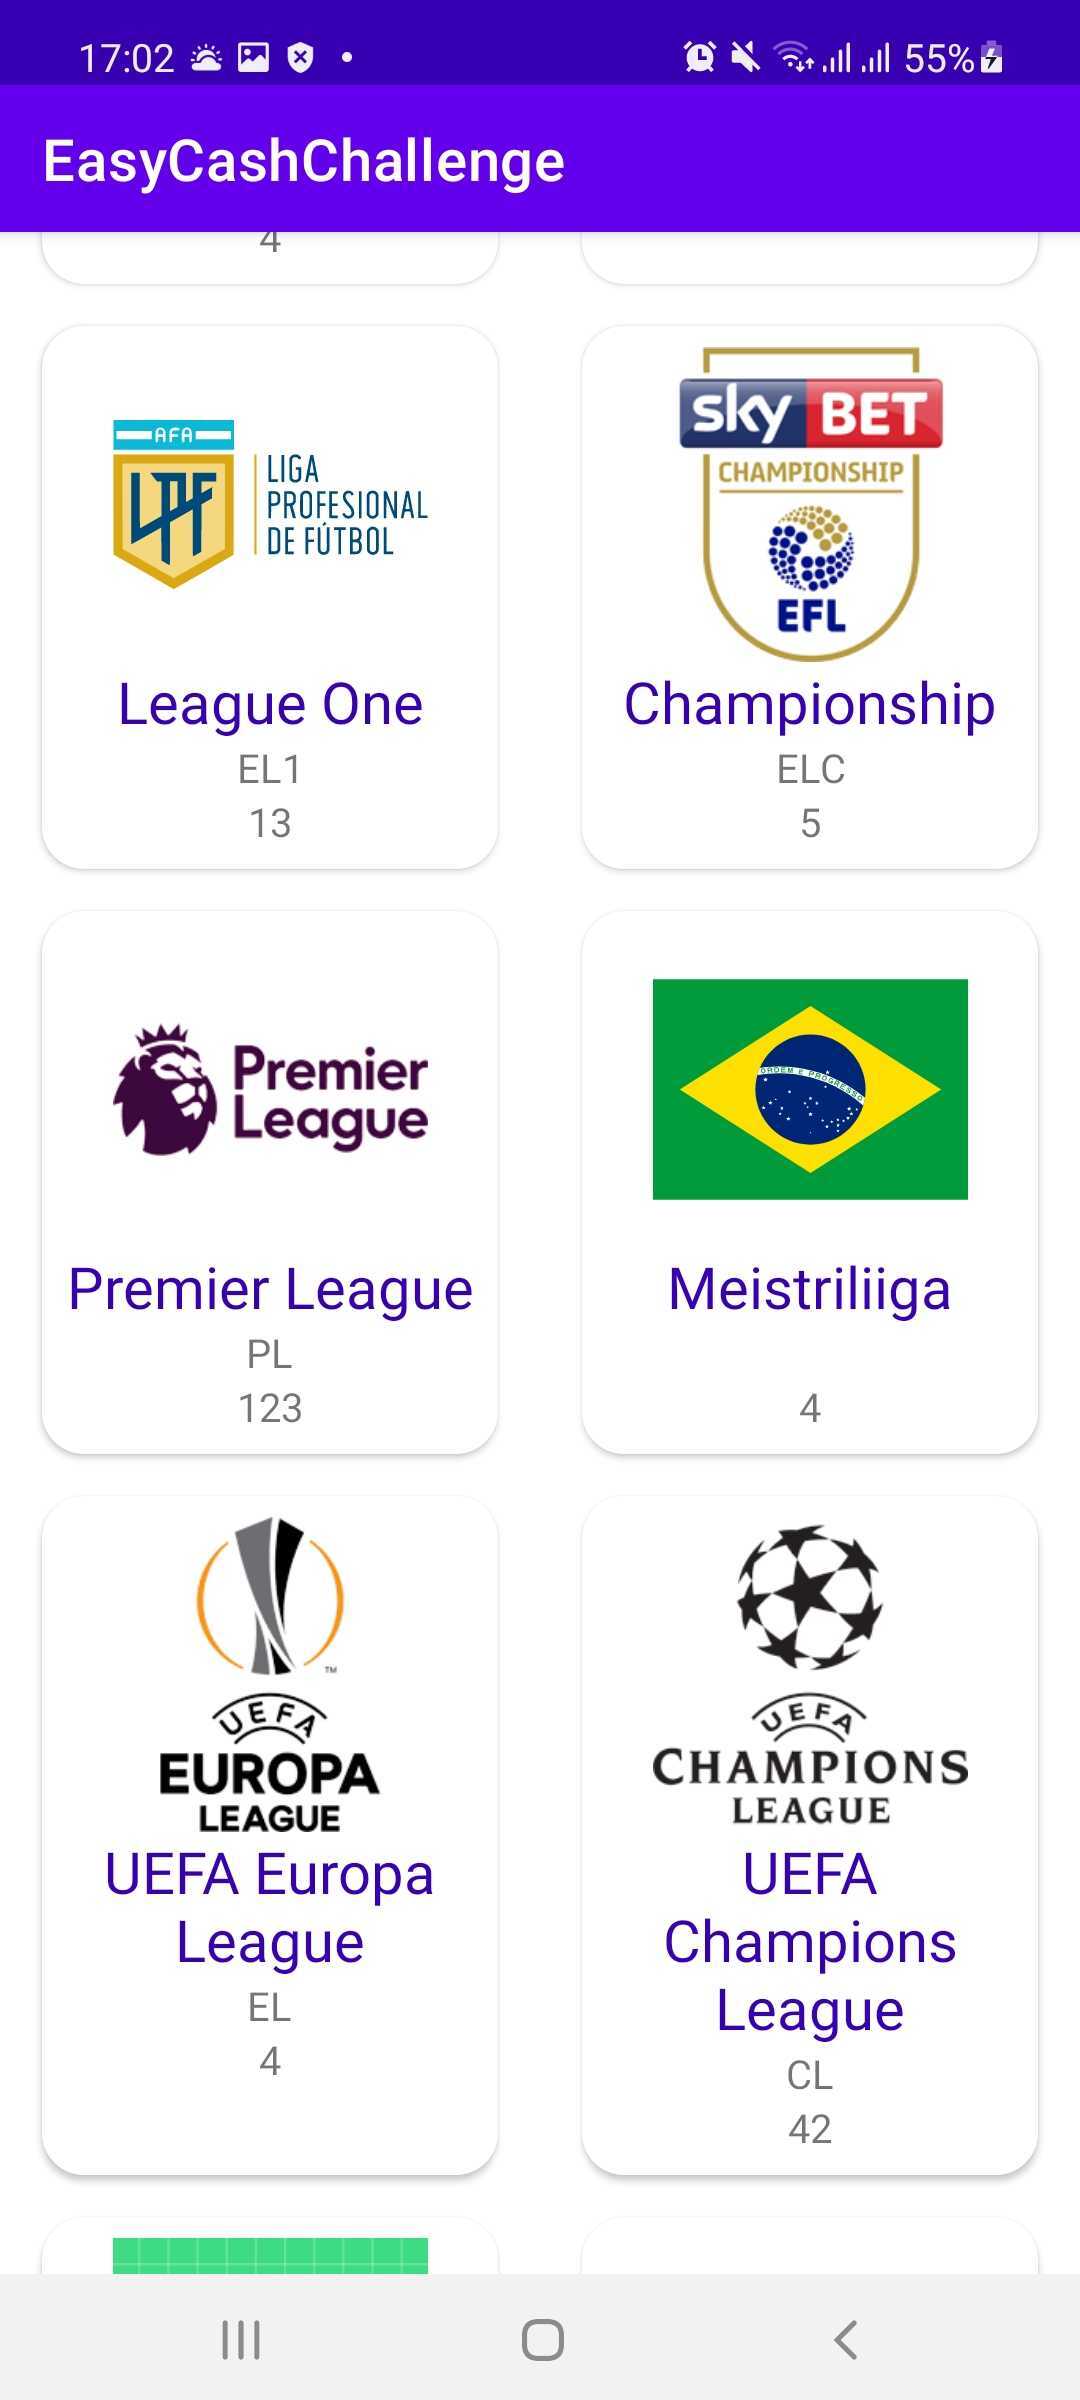 17:02
55%
EasyCashChallenge
4
AFA
LIGA
PROFESIONAL
DE FÚTBOL
League One
EL1
13
sky BET
CHAMPIONSHIP
EFL
Championship
ELC
5
Premier
League
Premier League
PL
123
ORDEM E PROGRESSO
Meistriliiga
4
TM
UEFA
EUROPA
LEAGUE
UEFA Europa
League
EL
4
UEFA
CHAMPIONS
LEAGUE
UEFA
Champions
League
CL
42